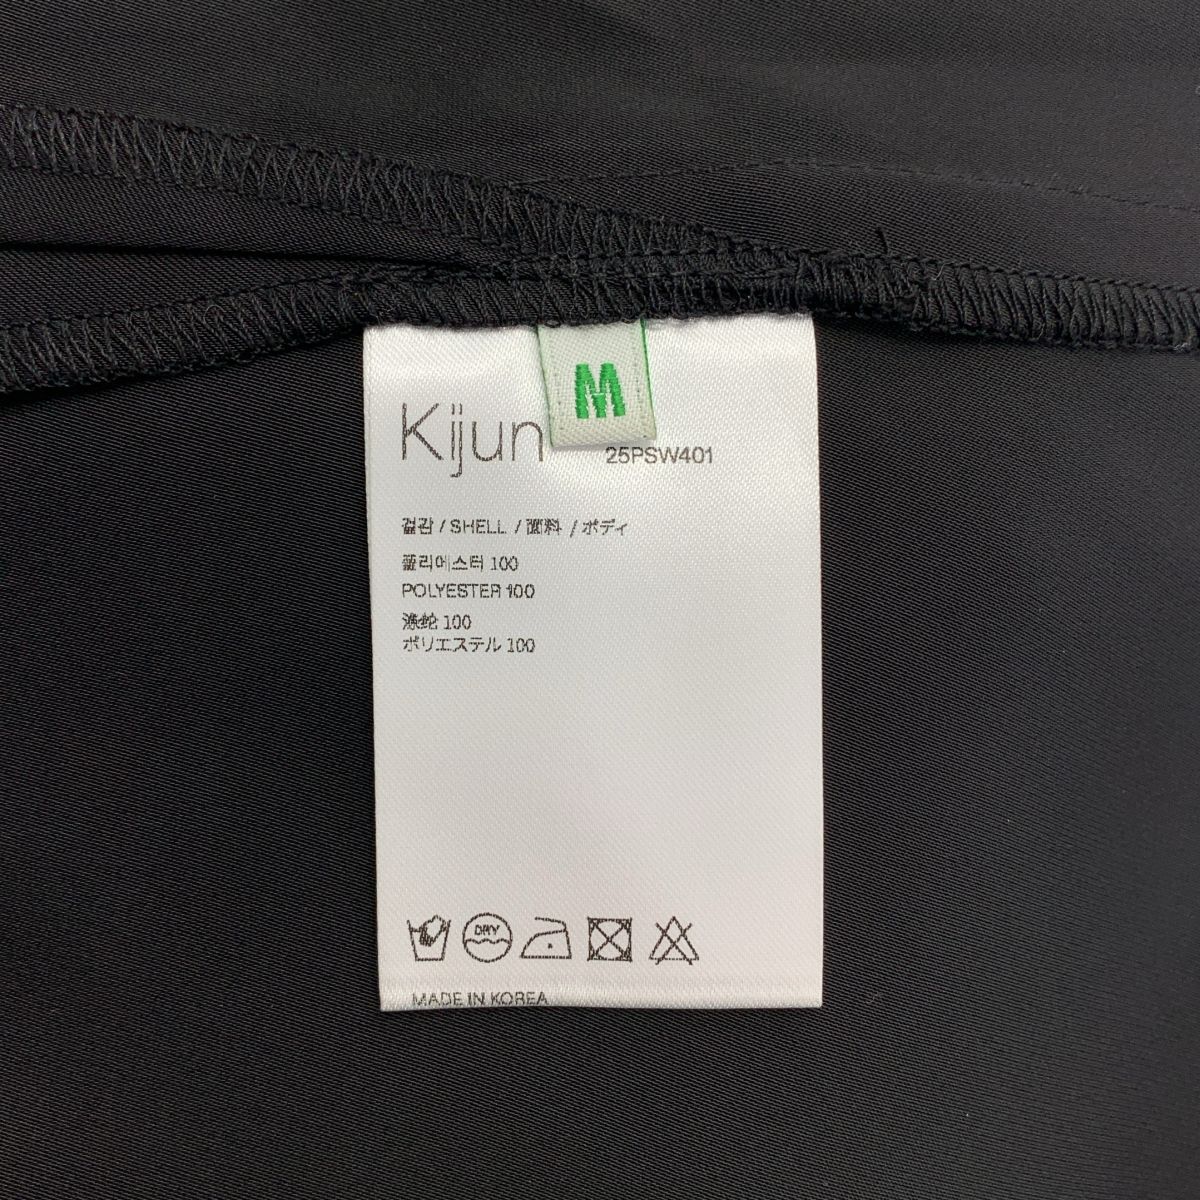 M
Kijun
25PSW401
겉감 / SHELL / 面料 / ボディ
폴리에스터 100
POLYESTER 100
涤纶 100
ポリエステル 100
DRY
MADE IN KOREA